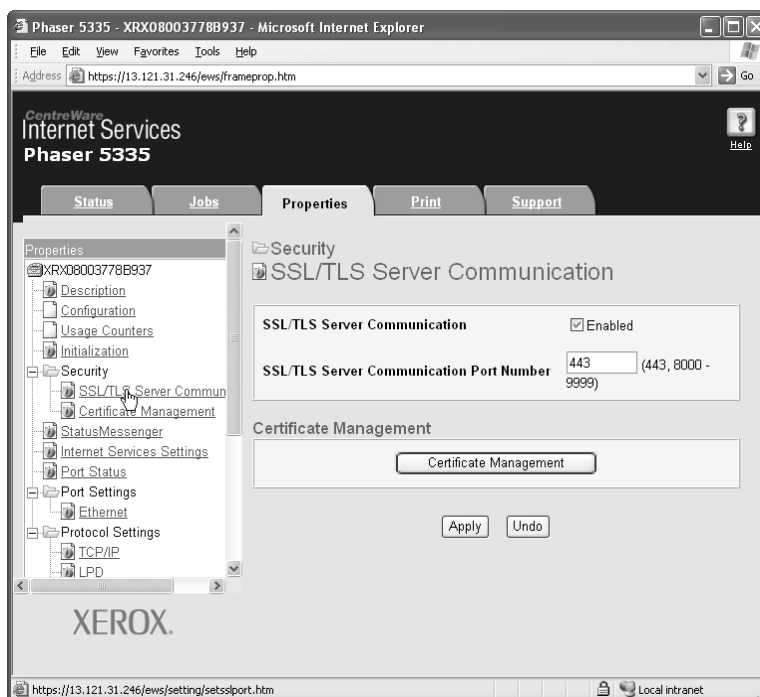 Phaser 5335 - XRX08003778B937 - Microsoft Internet Explorer
File Edit View Favorites Tools Help
Address https://13.121.31.246/ews/frameprop.htm Go
CentreWare
Internet Services
Phaser 5335
Help
Status Jobs Properties Print Support
Properties
XRX08003778B937
Description
Configuration
Usage Counters
Initialization
Security
SSL/TLS Server Commun
Certificate Management
StatusMessenger
Internet Services Settings
Port Status
Port Settings
Ethernet
Protocol Settings
TCP/IP
LPD
XEROX.
Security
SSL/TLS Server Communication
SSL/TLS Server Communication Enabled
SSL/TLS Server Communication Port Number 443 (443, 8000 -
9999)
Certificate Management
Certificate Management
Apply Undo
https://13.121.31.246/ews/setting/setsslport.htm Local intranet